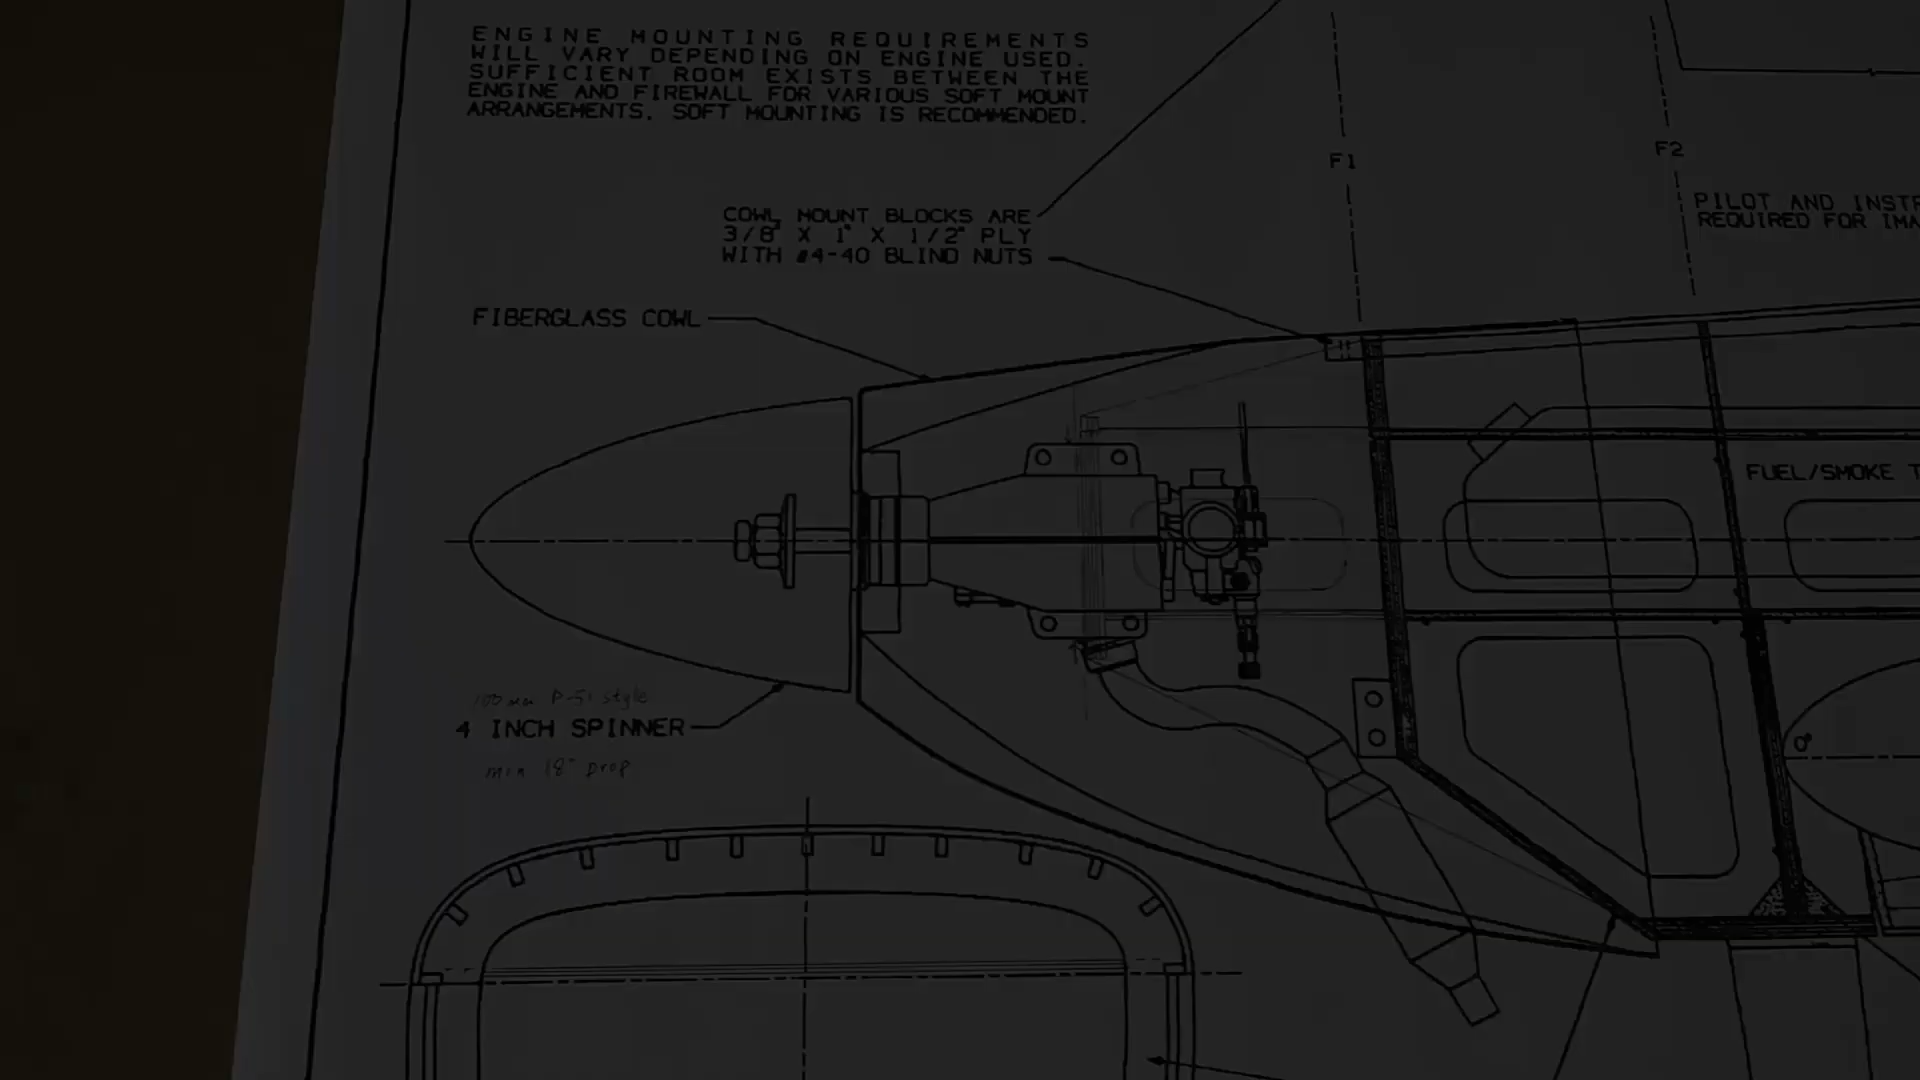 ENGINE MOUNTING REQUIREMENTS
WILL VARY DEPENDING ON ENGINE USED.
SUFFICIENT ROOM EXISTS BETWEEN THE
ENGINE AND FIREWALL FOR VARIOUS SOFT MOUNT
ARRANGEMENTS. SOFT MOUNTING IS RECOMMENDED.
F1
F2
PILOT AND INSTR
REQUIRED FOR IMA
COWL MOUNT BLOCKS ARE
3/8" X 1" X 1/2" PLY
WITH #4-40 BLIND NUTS
FIBERGLASS COWL
FUEL/SMOKE T
100mm P-51 style
4 INCH SPINNER
min 18" prop
0°